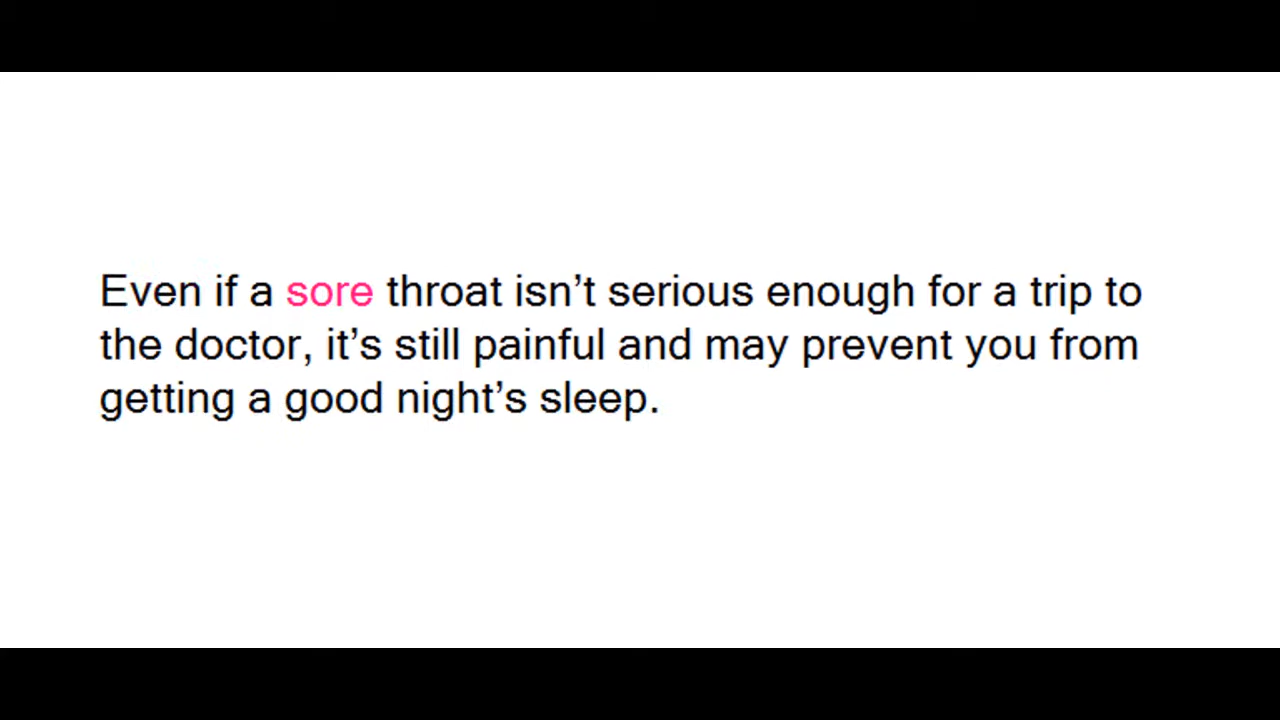 Even if a sore throat isn’t serious enough for a trip to
the doctor, it’s still painful and may prevent you from
getting a good night’s sleep.